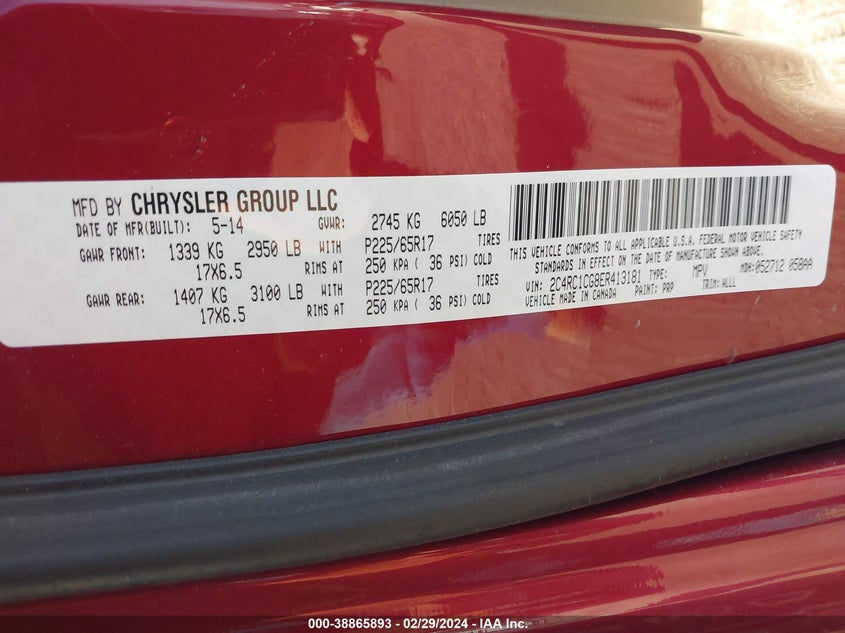 MFD BY CHRYSLER GROUP LLC
DATE OF MFR(BUILT): 5-14 GVWR: 2745 KG 6050 LB
GAWR FRONT: 1339 KG 2950 LB WITH P225/65R17 TIRES
17X6.5 RIMS AT 250 KPA ( 36 PSI) COLD
GAWR REAR: 1407 KG 3100 LB WITH P225/65R17 TIRES
17X6.5 RIMS AT 250 KPA ( 36 PSI) COLD
THIS VEHICLE CONFORMS TO ALL APPLICABLE U.S.A. FEDERAL MOTOR VEHICLE SAFETY
STANDARDS IN EFFECT ON THE DATE OF MANUFACTURE SHOWN ABOVE.
VIN: 2C4RC1CG8ER413181 TYPE: MPV MDH: 052712 05BAA
VEHICLE MADE IN CANADA PAINT: PRP TRIM: ALLL
000-38865893 - 02/29/2024 - IAA Inc.